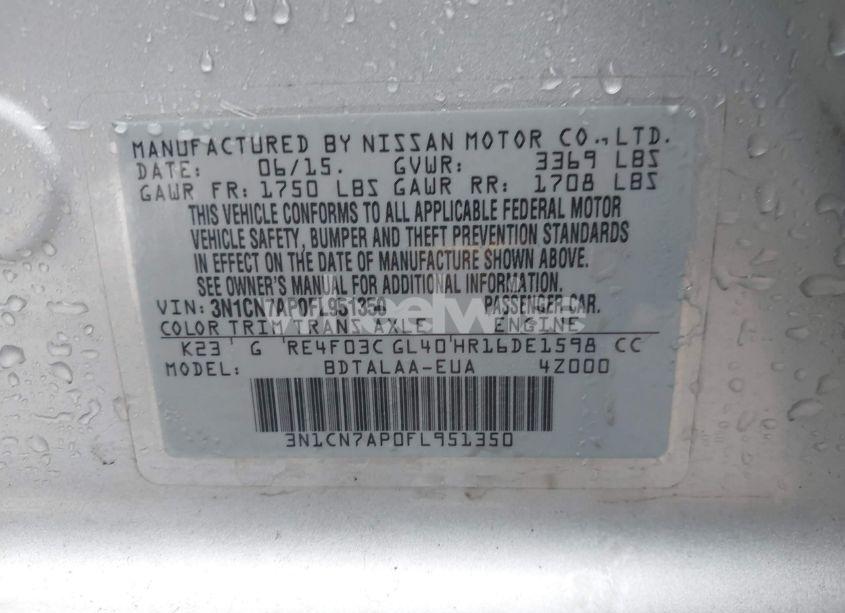 MANUFACTURED BY NISSAN MOTOR CO., LTD.
DATE: 06/15. GVWR: 3369 LBS
GAWR FR: 1750 LBS GAWR RR: 1708 LBS
THIS VEHICLE CONFORMS TO ALL APPLICABLE FEDERAL MOTOR
VEHICLE SAFETY, BUMPER AND THEFT PREVENTION STANDARDS
IN EFFECT ON THE DATE OF MANUFACTURE SHOWN ABOVE.
SEE OWNER'S MANUAL FOR ADDITIONAL INFORMATION.
VIN: 3N1CN7AP0FL951350 PASSENGER CAR.
COLOR TRIM TRANS AXLE ENGINE
K23 G RE4F03C GL40 HR16DE1598 CC
MODEL: BDTALAA-EUA 4Z000
3N1CN7AP0FL951350